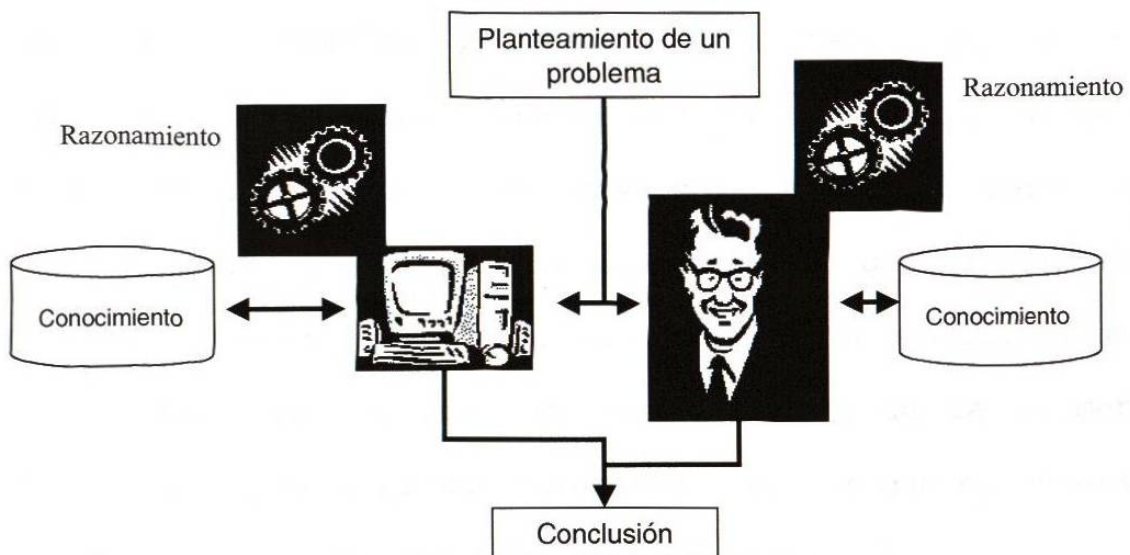 Planteamiento de un
problema
Razonamiento
Razonamiento
Conocimiento
Conocimiento
Conclusión